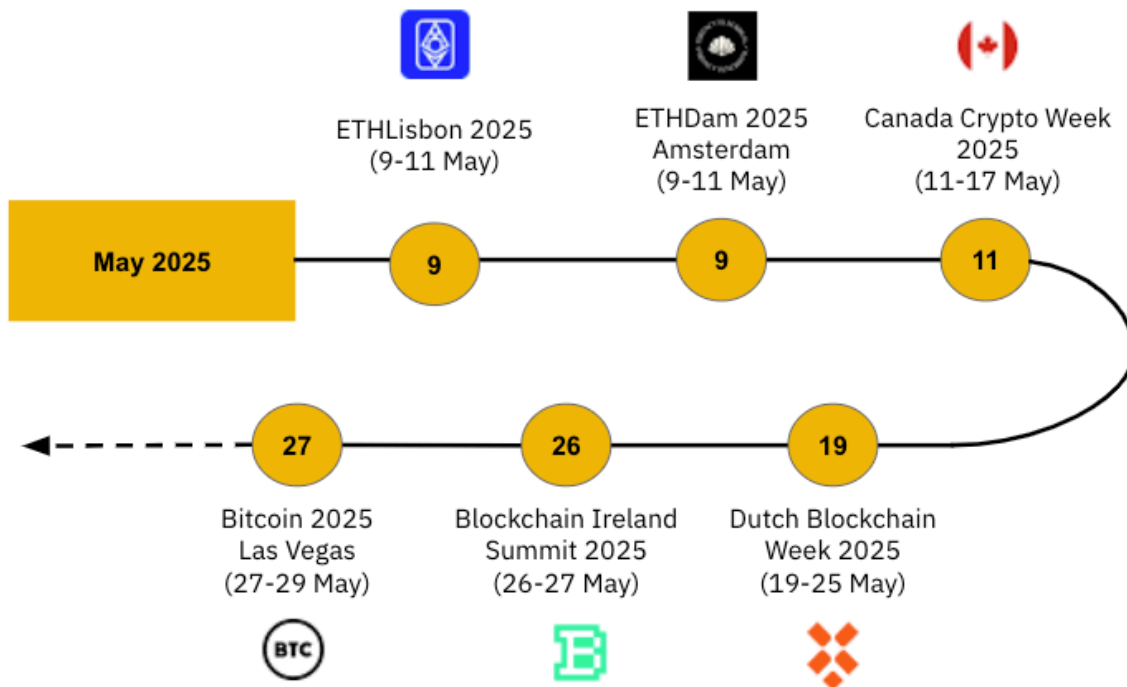 ETHLisbon 2025
(9-11 May)
ETHDam 2025
Amsterdam
(9-11 May)
Canada Crypto Week
2025
(11-17 May)
May 2025
9
9
11
27
26
19
Bitcoin 2025
Las Vegas
(27-29 May)
Blockchain Ireland
Summit 2025
(26-27 May)
Dutch Blockchain
Week 2025
(19-25 May)
BTC